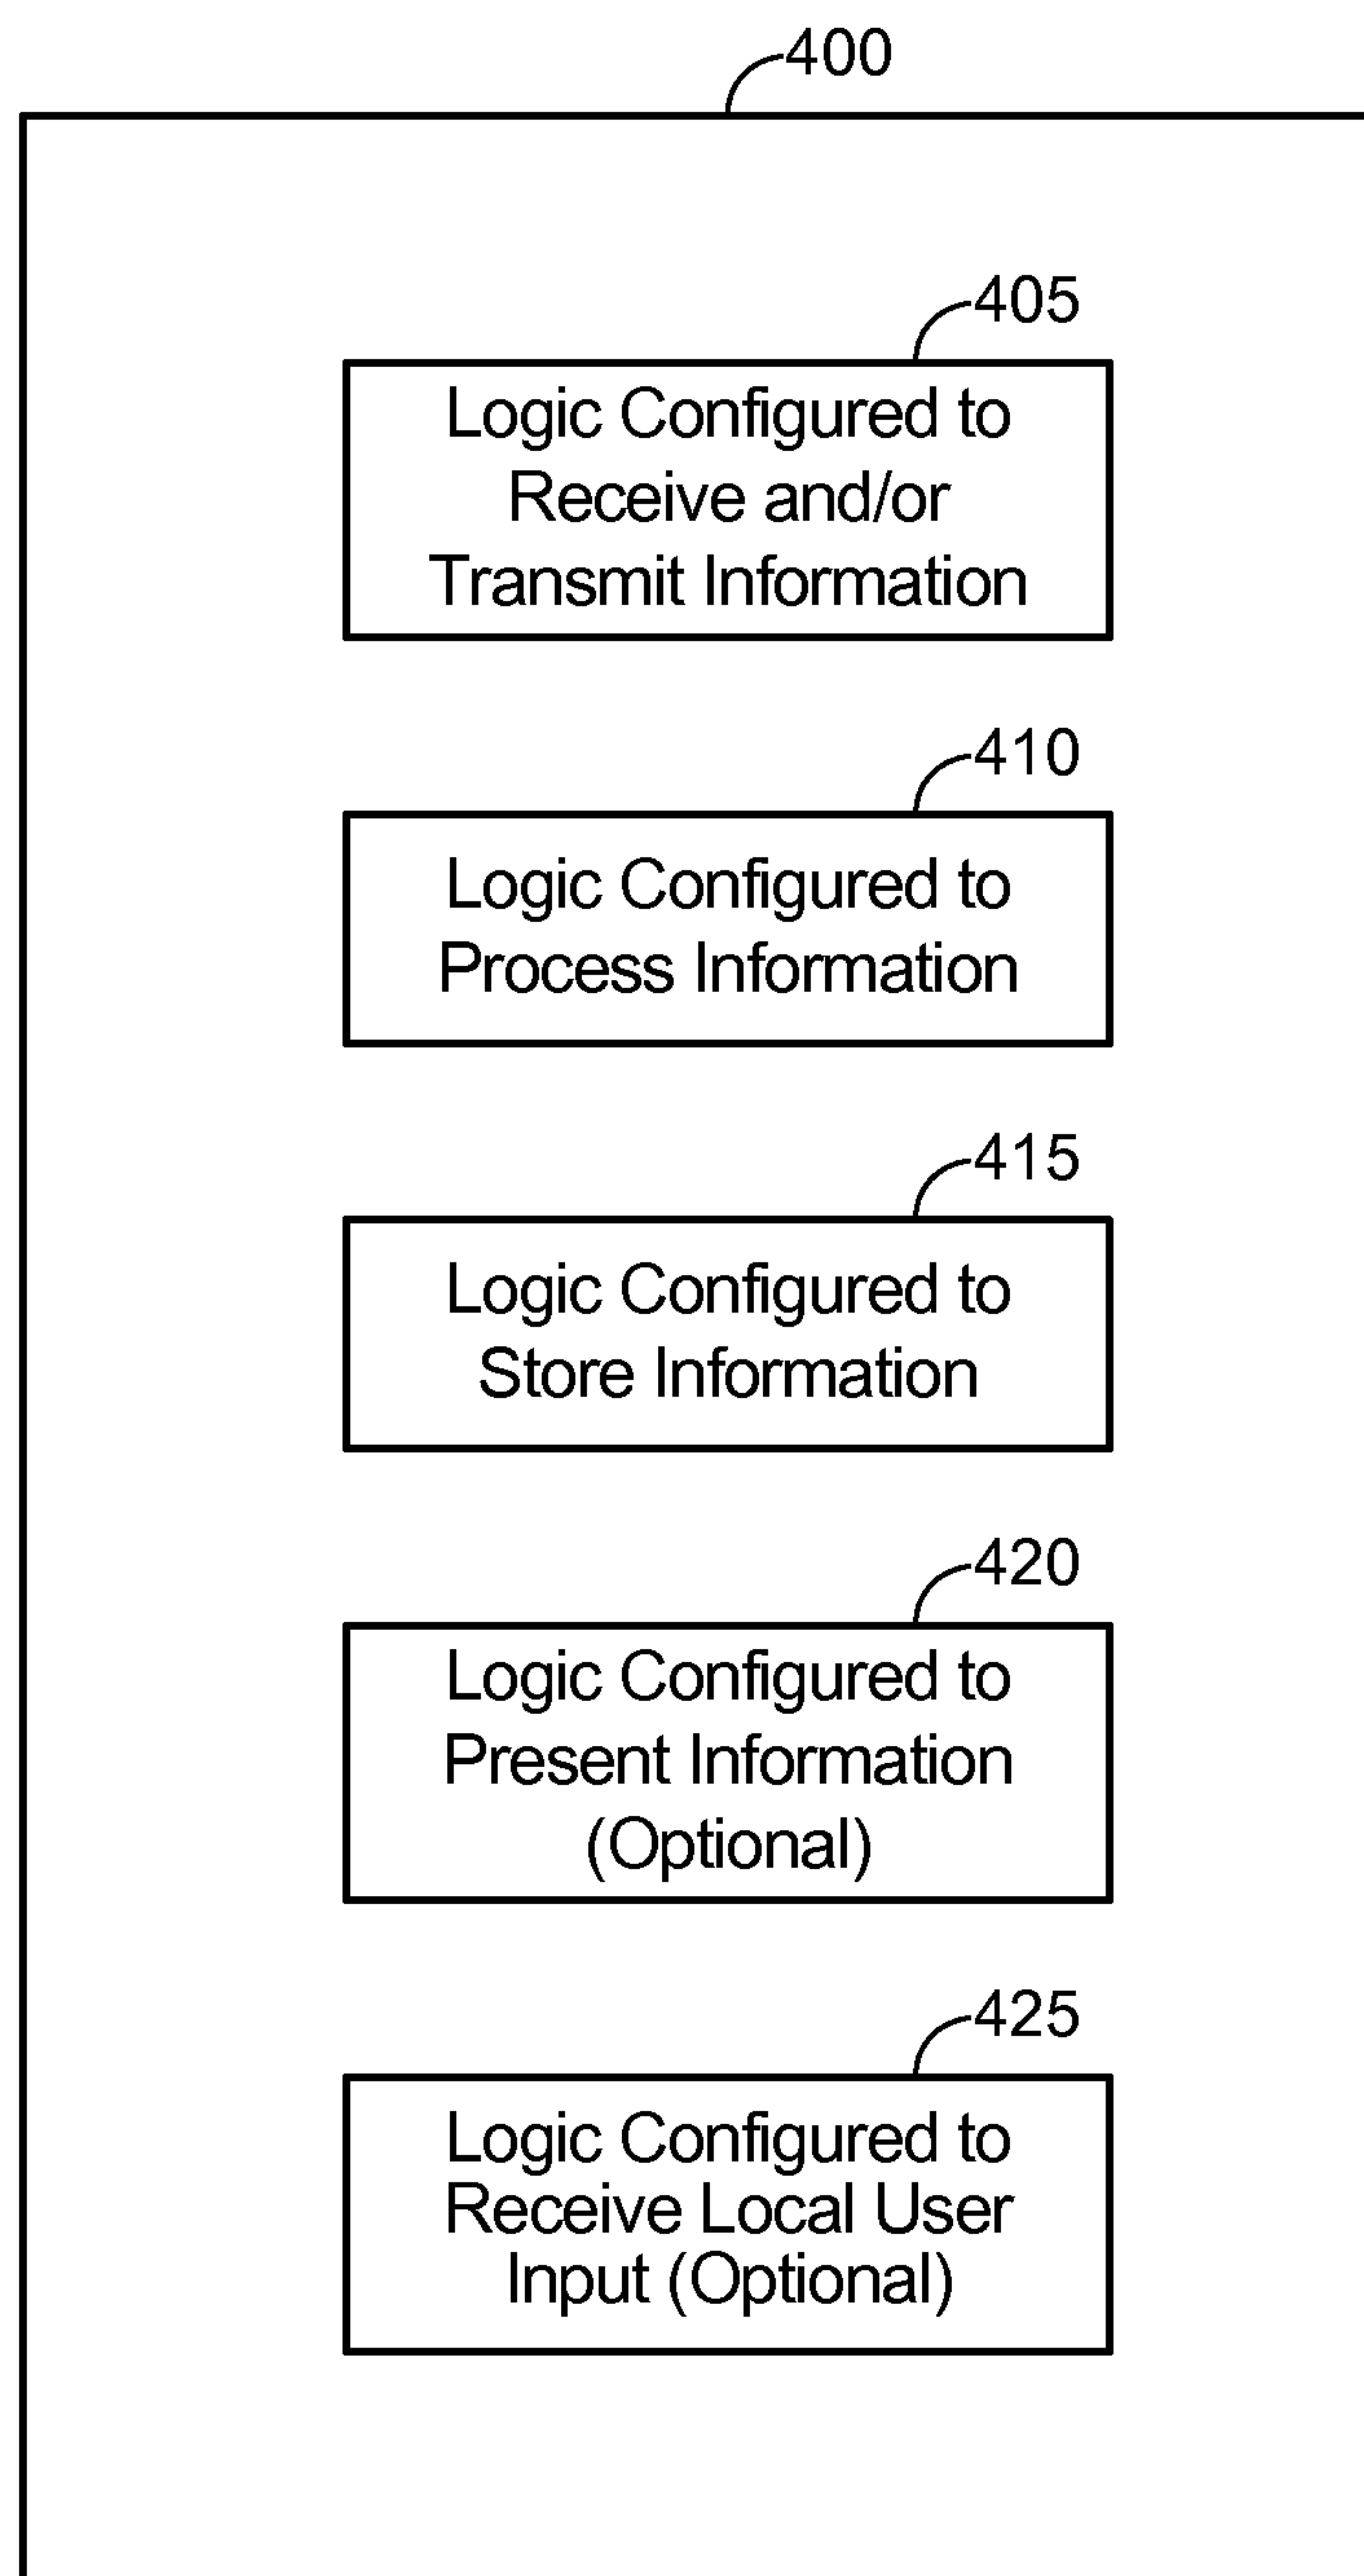 400
405
Logic Configured to
Receive and/or
Transmit Information
410
Logic Configured to
Process Information
415
Logic Configured to
Store Information
420
Logic Configured to
Present Information
(Optional)
425
Logic Configured to
Receive Local User
Input (Optional)